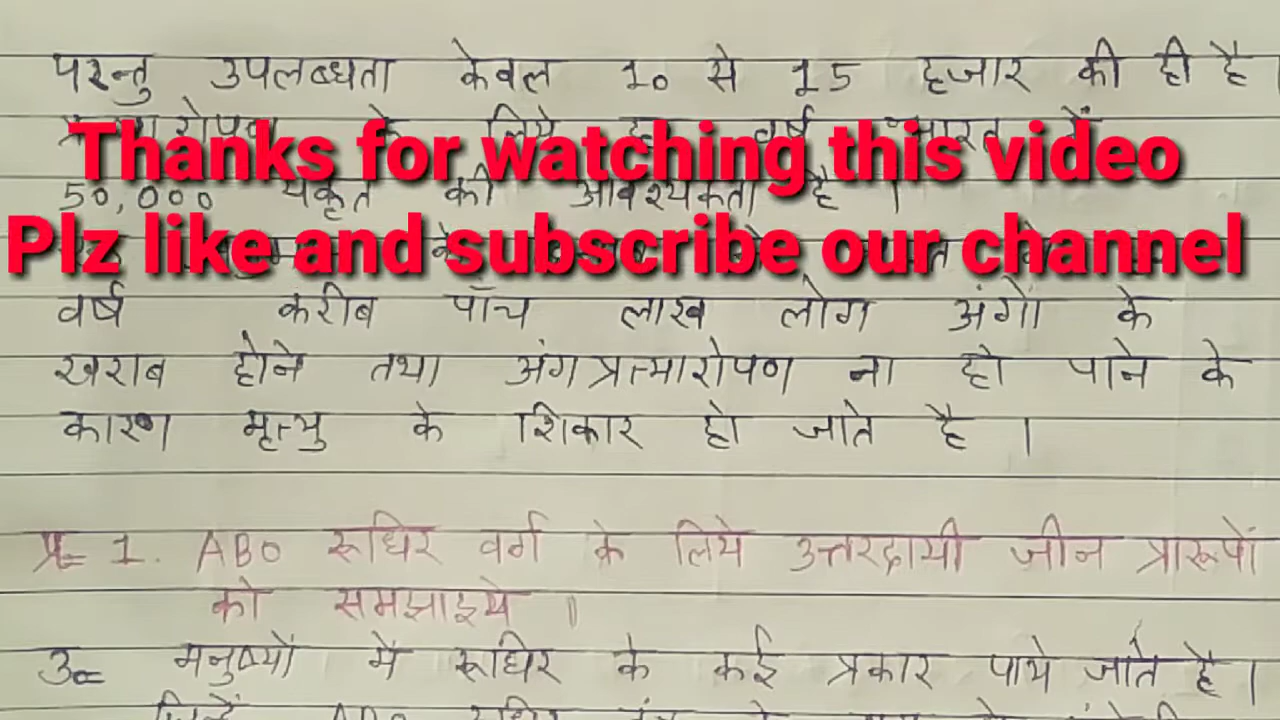 परन्तु उपलब्धता केवल 10 से 15 हजार की ही है
के लिये वर्ष भारत में
Thanks for watching this video
50,000 यकृत की आवश्यकता है ।
Plz like and subscribe our channel
वर्ष करीब पाँच लाख लोग अंगो के
खराब होने तथा अंगप्रत्यारोपण ना हो पाने के
कारण मृत्यु के शिकार हो जाते है ।
प्र= 1. ABO रूधिर वर्ग के लिये उत्तरदायी जीन प्रारूपों
को समझाइये ।
उ= मनुष्यों में रूधिर के कई प्रकार पाये जाते है ।